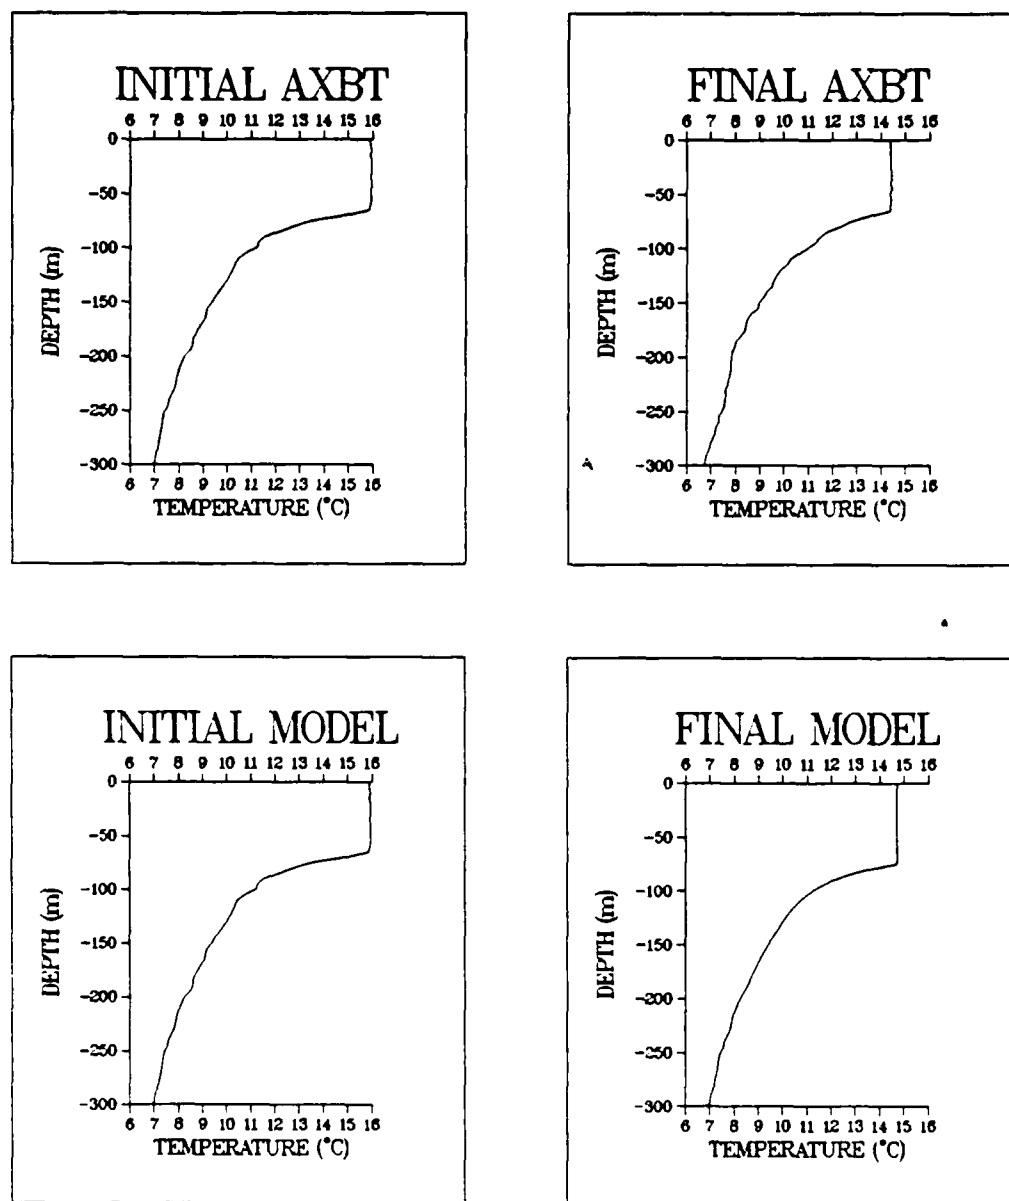 INITIAL AXBT
6 7 8 9 10 11 12 13 14 15 16
0
-50
-100
-150
-200
-250
-300
DEPTH (m)
6 7 8 9 10 11 12 13 14 15 16
TEMPERATURE (°C)
FINAL AXBT
6 7 8 9 10 11 12 13 14 15 16
0
-50
-100
-150
-200
-250
-300
DEPTH (m)
6 7 8 9 10 11 12 13 14 15 16
TEMPERATURE (°C)
INITIAL MODEL
6 7 8 9 10 11 12 13 14 15 16
0
-50
-100
-150
-200
-250
-300
DEPTH (m)
6 7 8 9 10 11 12 13 14 15 16
TEMPERATURE (°C)
FINAL MODEL
6 7 8 9 10 11 12 13 14 15 16
0
-50
-100
-150
-200
-250
-300
DEPTH (m)
6 7 8 9 10 11 12 13 14 15 16
TEMPERATURE (°C)